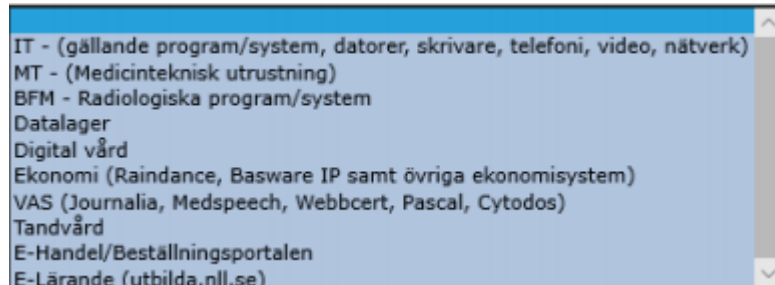 IT - (gällande program/system, datorer, skrivare, telefoni, video, nätverk)
MT - (Medicinteknisk utrustning)
BFM - Radiologiska program/system
Datalager
Digital vård
Ekonomi (Raindance, Basware IP samt övriga ekonomisystem)
VAS (Journalia, Medspeech, Webbcert, Pascal, Cytodos)
Tandvård
E-Handel/Beställningsportalen
E-Lärande (utbilda.nll.se)